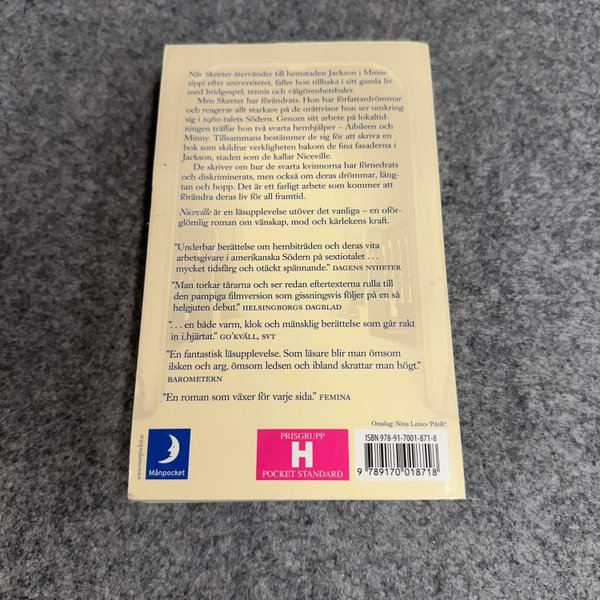 När Skeeter återvänder till hemstaden Jackson i Missis-
sippi efter universitetet, faller hon tillbaka i sitt gamla liv
med bridgespel, tennis och välgörenhetsbaler.
Men Skeeter har förändrats. Hon har författardrömmar
och reagerar allt starkare på de orättvisor hon ser omkring
sig i 1960-talets Södern. Genom sitt arbete på lokaltid-
ningen träffar hon två svarta hemhjälper – Aibileen och
Minny. Tillsammans bestämmer de sig för att skriva en
bok som skildrar verkligheten bakom de fina fasaderna i
Jackson, staden som de kallar Niceville.
De skriver om hur de svarta kvinnorna har förnedrats
och diskriminerats, men också om deras drömmar, läng-
tan och hopp. Det är ett farligt arbete som kommer att
förändra deras liv för all framtid.
Niceville är en läsupplevelse utöver det vanliga – en oför-
glömlig roman om vänskap, mod och kärlekens kraft.
"Underbar berättelse om hembiträden och deras vita
arbetsgivare i amerikanska Södern på sextiotalet . . .
mycket tidsfärg och otäckt spännande." DAGENS NYHETER
"Man torkar tårarna och ser redan eftertexterna rulla till
den pampiga filmversion som gissningsvis följer på en så
helgjuten debut." HELSINGBORGS DAGBLAD
". . . en både varm, klok och mänsklig berättelse som går rakt
in i hjärtat." GO'KVÄLL, SVT
"En fantastisk läsupplevelse. Som läsare blir man ömsom
ilsken och arg, ömsom ledsen och ibland skrattar man högt."
BAROMETERN
"En roman som växer för varje sida." FEMINA
Omslag: Nina Leino/PdeR
www.manpocket.se
Månpocket
PRISGRUPP
H
POCKET STANDARD
ISBN 978-91-7001-871-8
9 789170 018718